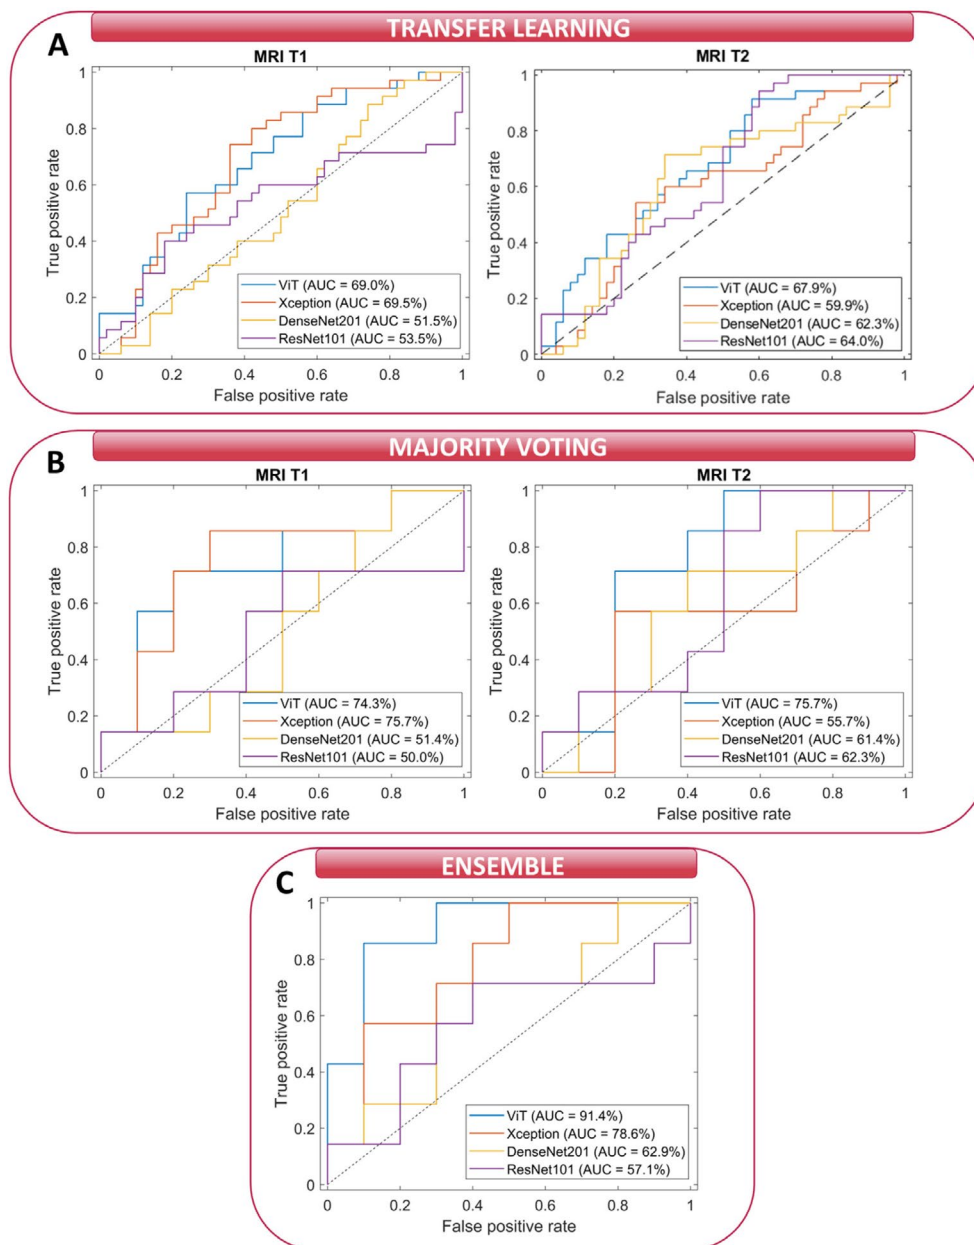 A
TRANSFER LEARNING
MRI T1
True positive rate
1
0.8
0.6
0.4
0.2
0
ViT (AUC = 69.0%)
Xception (AUC = 69.5%)
DenseNet201 (AUC = 51.5%)
ResNet101 (AUC = 53.5%)
0 0.2 0.4 0.6 0.8 1
False positive rate
MRI T2
True positive rate
1
0.8
0.6
0.4
0.2
0
ViT (AUC = 67.9%)
Xception (AUC = 59.9%)
DenseNet201 (AUC = 62.3%)
ResNet101 (AUC = 64.0%)
0 0.2 0.4 0.6 0.8 1
False positive rate
B
MAJORITY VOTING
MRI T1
True positive rate
1
0.8
0.6
0.4
0.2
0
ViT (AUC = 74.3%)
Xception (AUC = 75.7%)
DenseNet201 (AUC = 51.4%)
ResNet101 (AUC = 50.0%)
0 0.2 0.4 0.6 0.8 1
False positive rate
MRI T2
True positive rate
1
0.8
0.6
0.4
0.2
0
ViT (AUC = 75.7%)
Xception (AUC = 55.7%)
DenseNet201 (AUC = 61.4%)
ResNet101 (AUC = 62.3%)
0 0.2 0.4 0.6 0.8 1
False positive rate
C
ENSEMBLE
True positive rate
1
0.8
0.6
0.4
0.2
0
ViT (AUC = 91.4%)
Xception (AUC = 78.6%)
DenseNet201 (AUC = 62.9%)
ResNet101 (AUC = 57.1%)
0 0.2 0.4 0.6 0.8 1
False positive rate